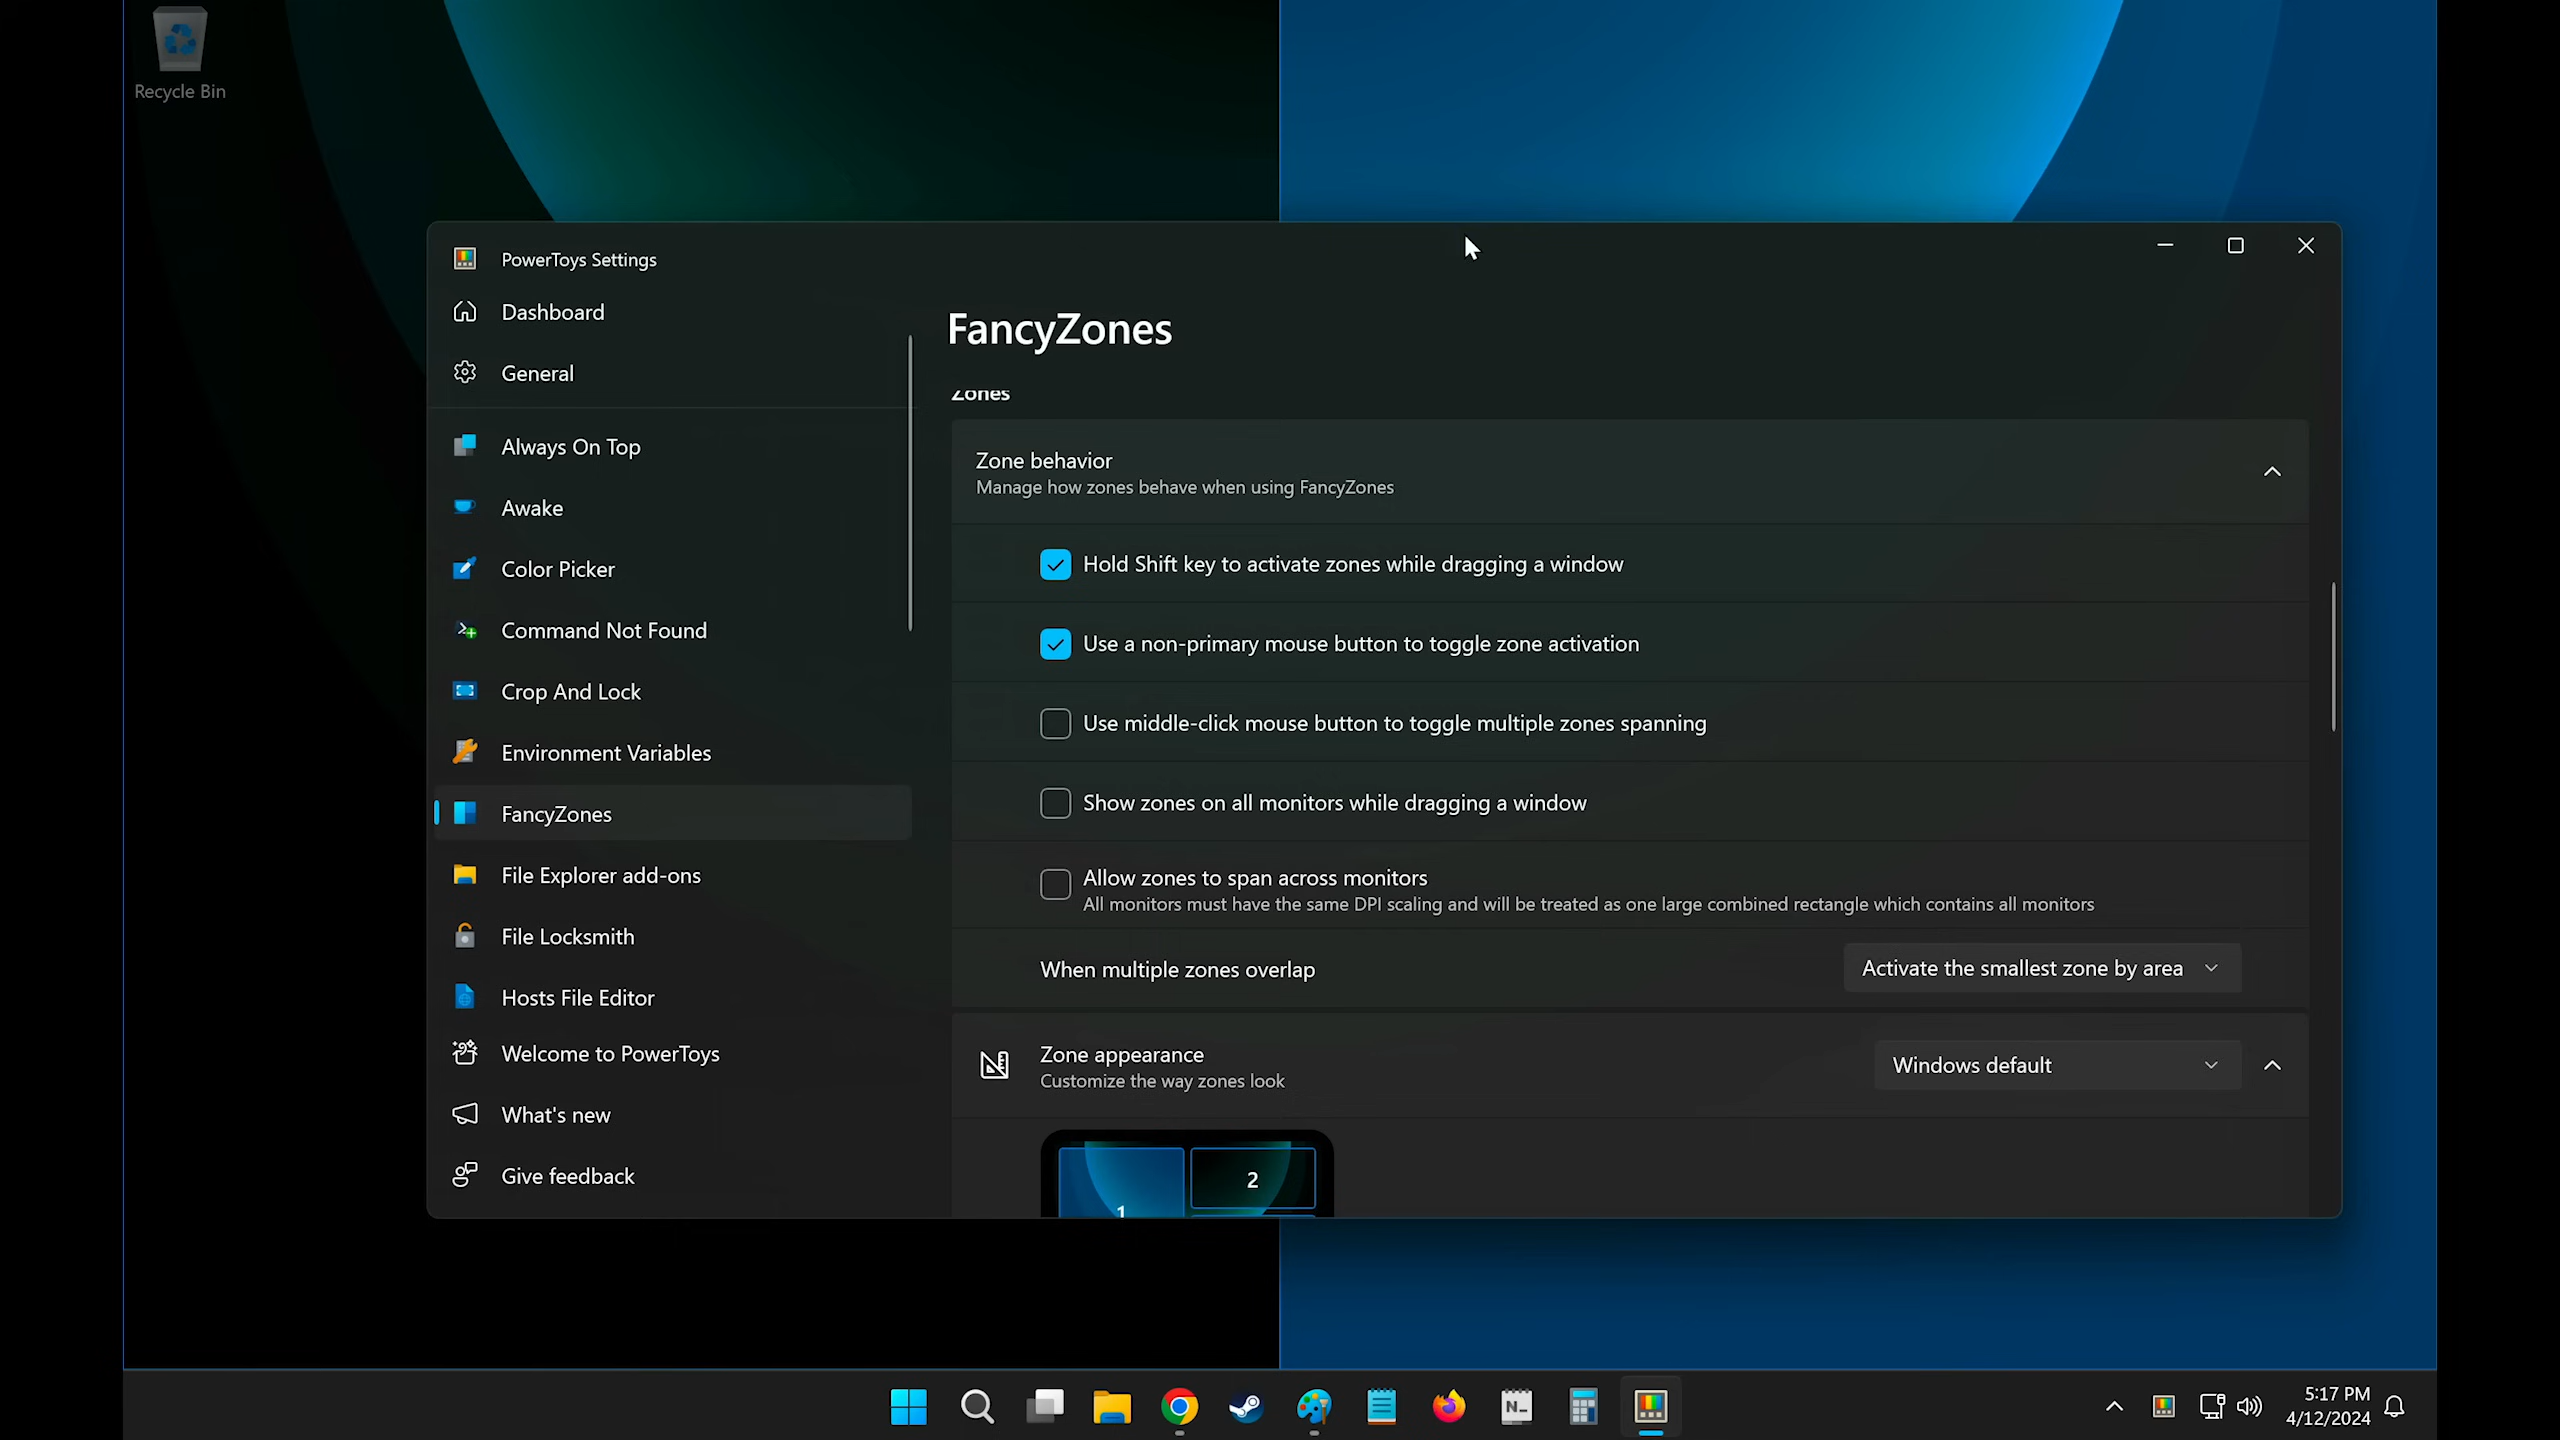 Recycle Bin
PowerToys Settings
Dashboard
General
Always On Top
Awake
Color Picker
Command Not Found
Crop And Lock
Environment Variables
FancyZones
File Explorer add-ons
File Locksmith
Hosts File Editor
Welcome to PowerToys
What's new
Give feedback
FancyZones
Zones
Zone behavior
Manage how zones behave when using FancyZones
Hold Shift key to activate zones while dragging a window
Use a non-primary mouse button to toggle zone activation
Use middle-click mouse button to toggle multiple zones spanning
Show zones on all monitors while dragging a window
Allow zones to span across monitors
All monitors must have the same DPI scaling and will be treated as one large combined rectangle which contains all monitors
When multiple zones overlap
Activate the smallest zone by area
Zone appearance
Customize the way zones look
Windows default
1
2
N_
5:17 PM
4/12/2024